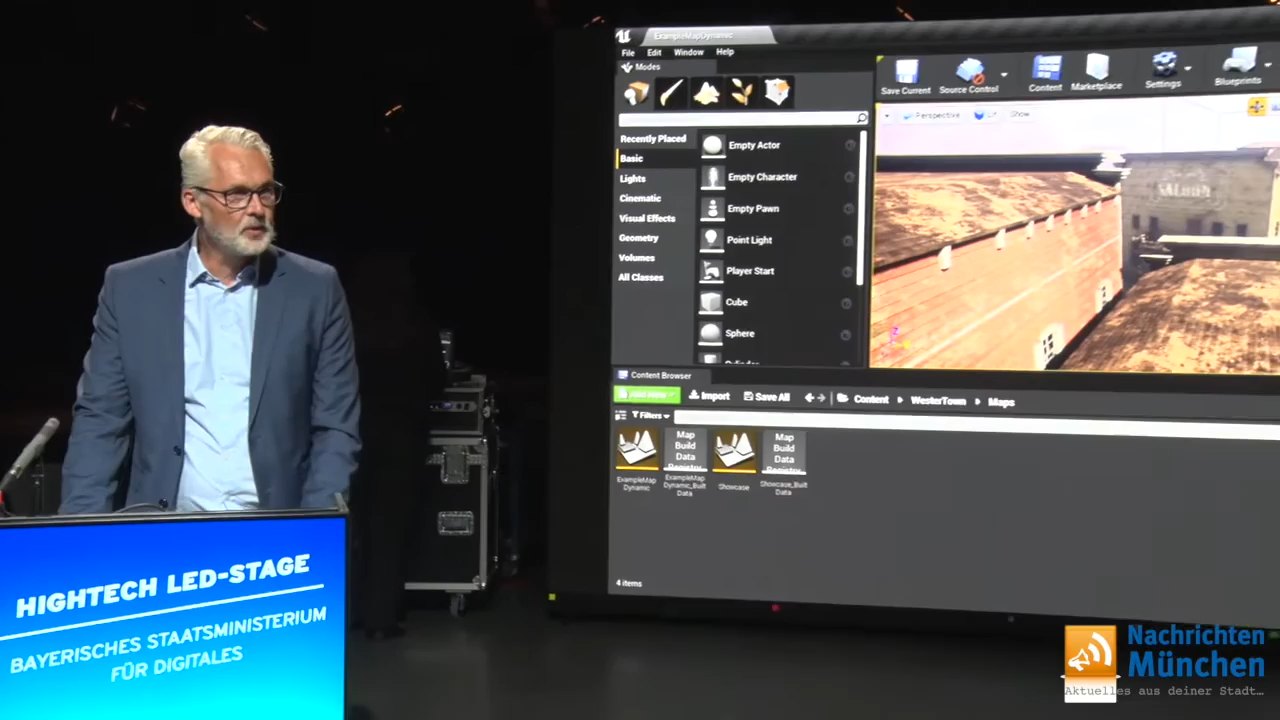 ExampleMapDynamic
File Edit Window Help
Modes
Save Current
Source Control
Content
Marketplace
Settings
Blueprints
Perspective
Lit
Show
Recently Placed
Basic
Lights
Cinematic
Visual Effects
Geometry
Volumes
All Classes
Empty Actor
Empty Character
Empty Pawn
Point Light
Player Start
Cube
Sphere
SALOON
Content Browser
Import
Save All
Content
WesterTown
Maps
Filters
Map
Build
Data
Registry
Map
Build
Data
Registry
ExampleMap
Dynamic
ExampleMap
Dynamic_Built
Data
Showcase
Showcase_Built
Data
4 items
HIGHTECH LED-STAGE
BAYERISCHES STAATSMINISTERIUM
FÜR DIGITALES
Nachrichten
München
Aktuelles aus deiner Stadt…